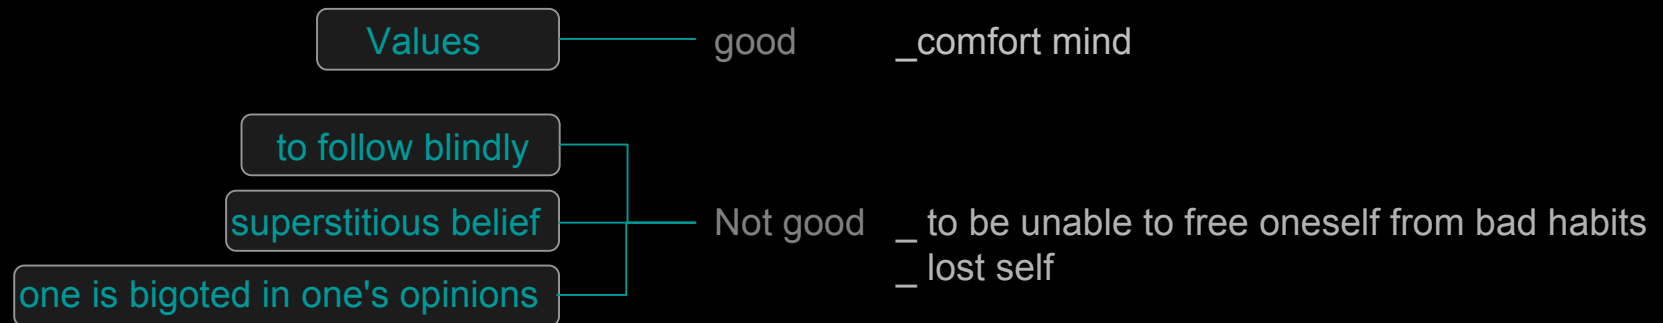 Values good _comfort mind
to follow blindly
superstitious belief Not good _ to be unable to free oneself from bad habits
_ lost self
one is bigoted in one's opinions